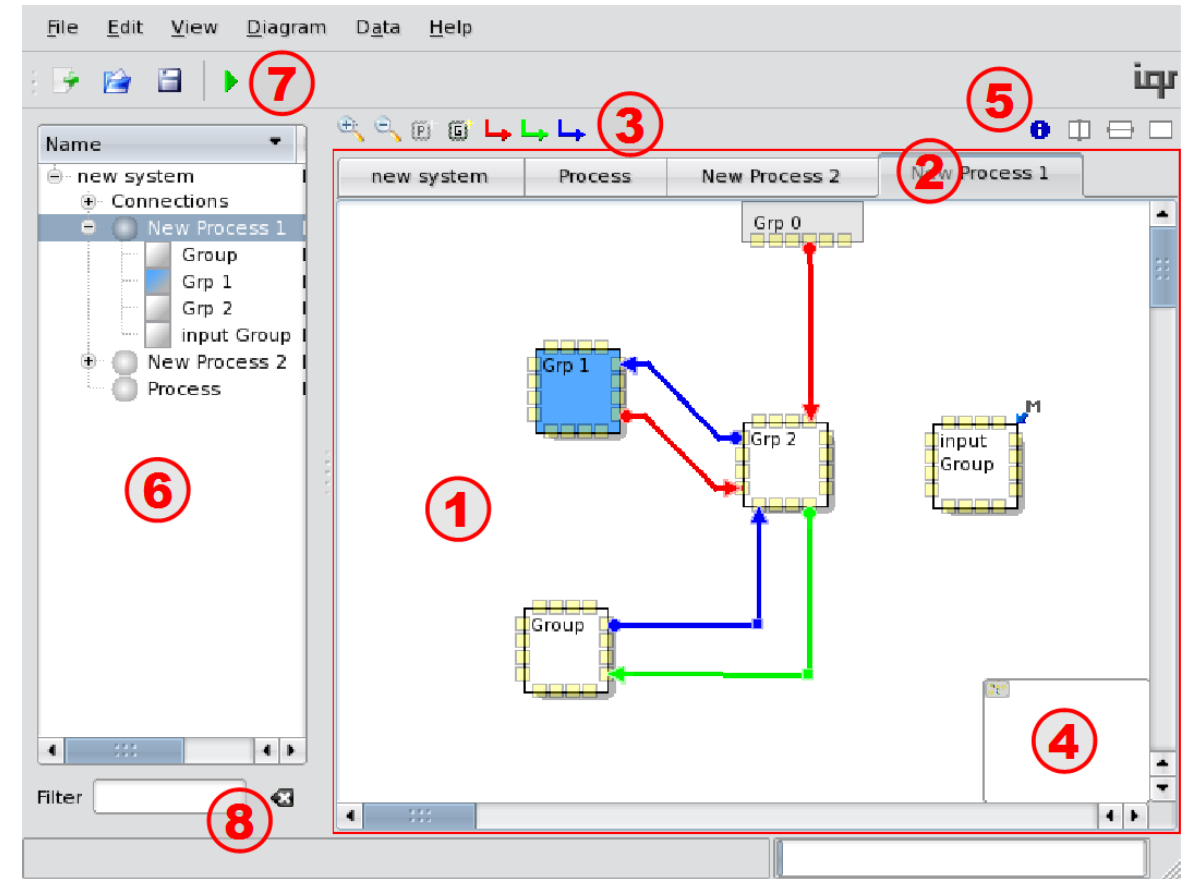 File Edit View Diagram Data Help
7
iqr
5
3
P G
Name
2
new system Process New Process 2 New Process 1
new system
Connections
New Process 1
Group
Grp 1
Grp 2
input Group
New Process 2
Process
6
Grp 0
Grp 1
Grp 2
M
input
Group
1
Group
4
Filter
8